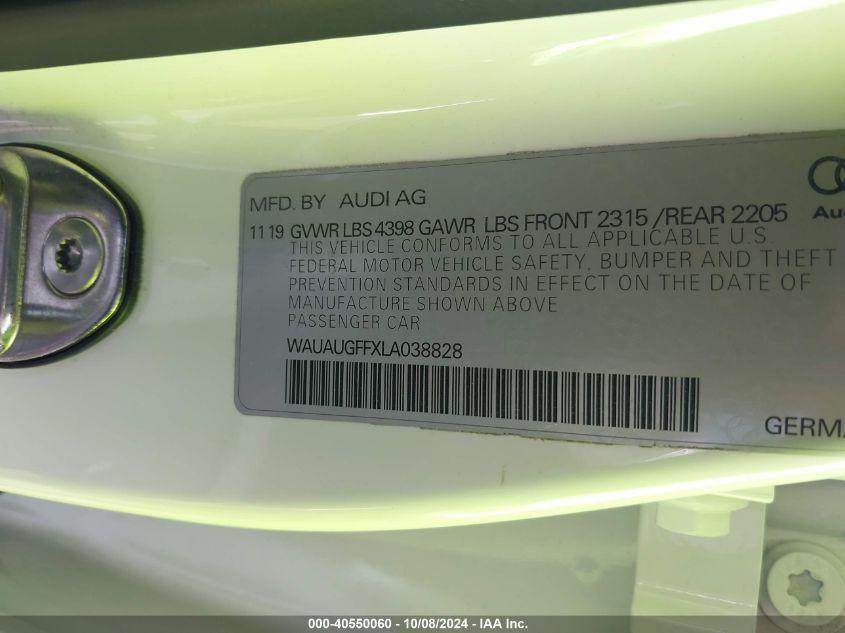 MFD. BY AUDI AG
11 19 GVWR LBS 4398 GAWR LBS FRONT 2315 /REAR 2205
THIS VEHICLE CONFORMS TO ALL APPLICABLE U.S.
FEDERAL MOTOR VEHICLE SAFETY, BUMPER AND THEFT
PREVENTION STANDARDS IN EFFECT ON THE DATE OF
MANUFACTURE SHOWN ABOVE
PASSENGER CAR
WAUAUGFFXLA038828
000-40550060 - 10/08/2024 - IAA Inc.